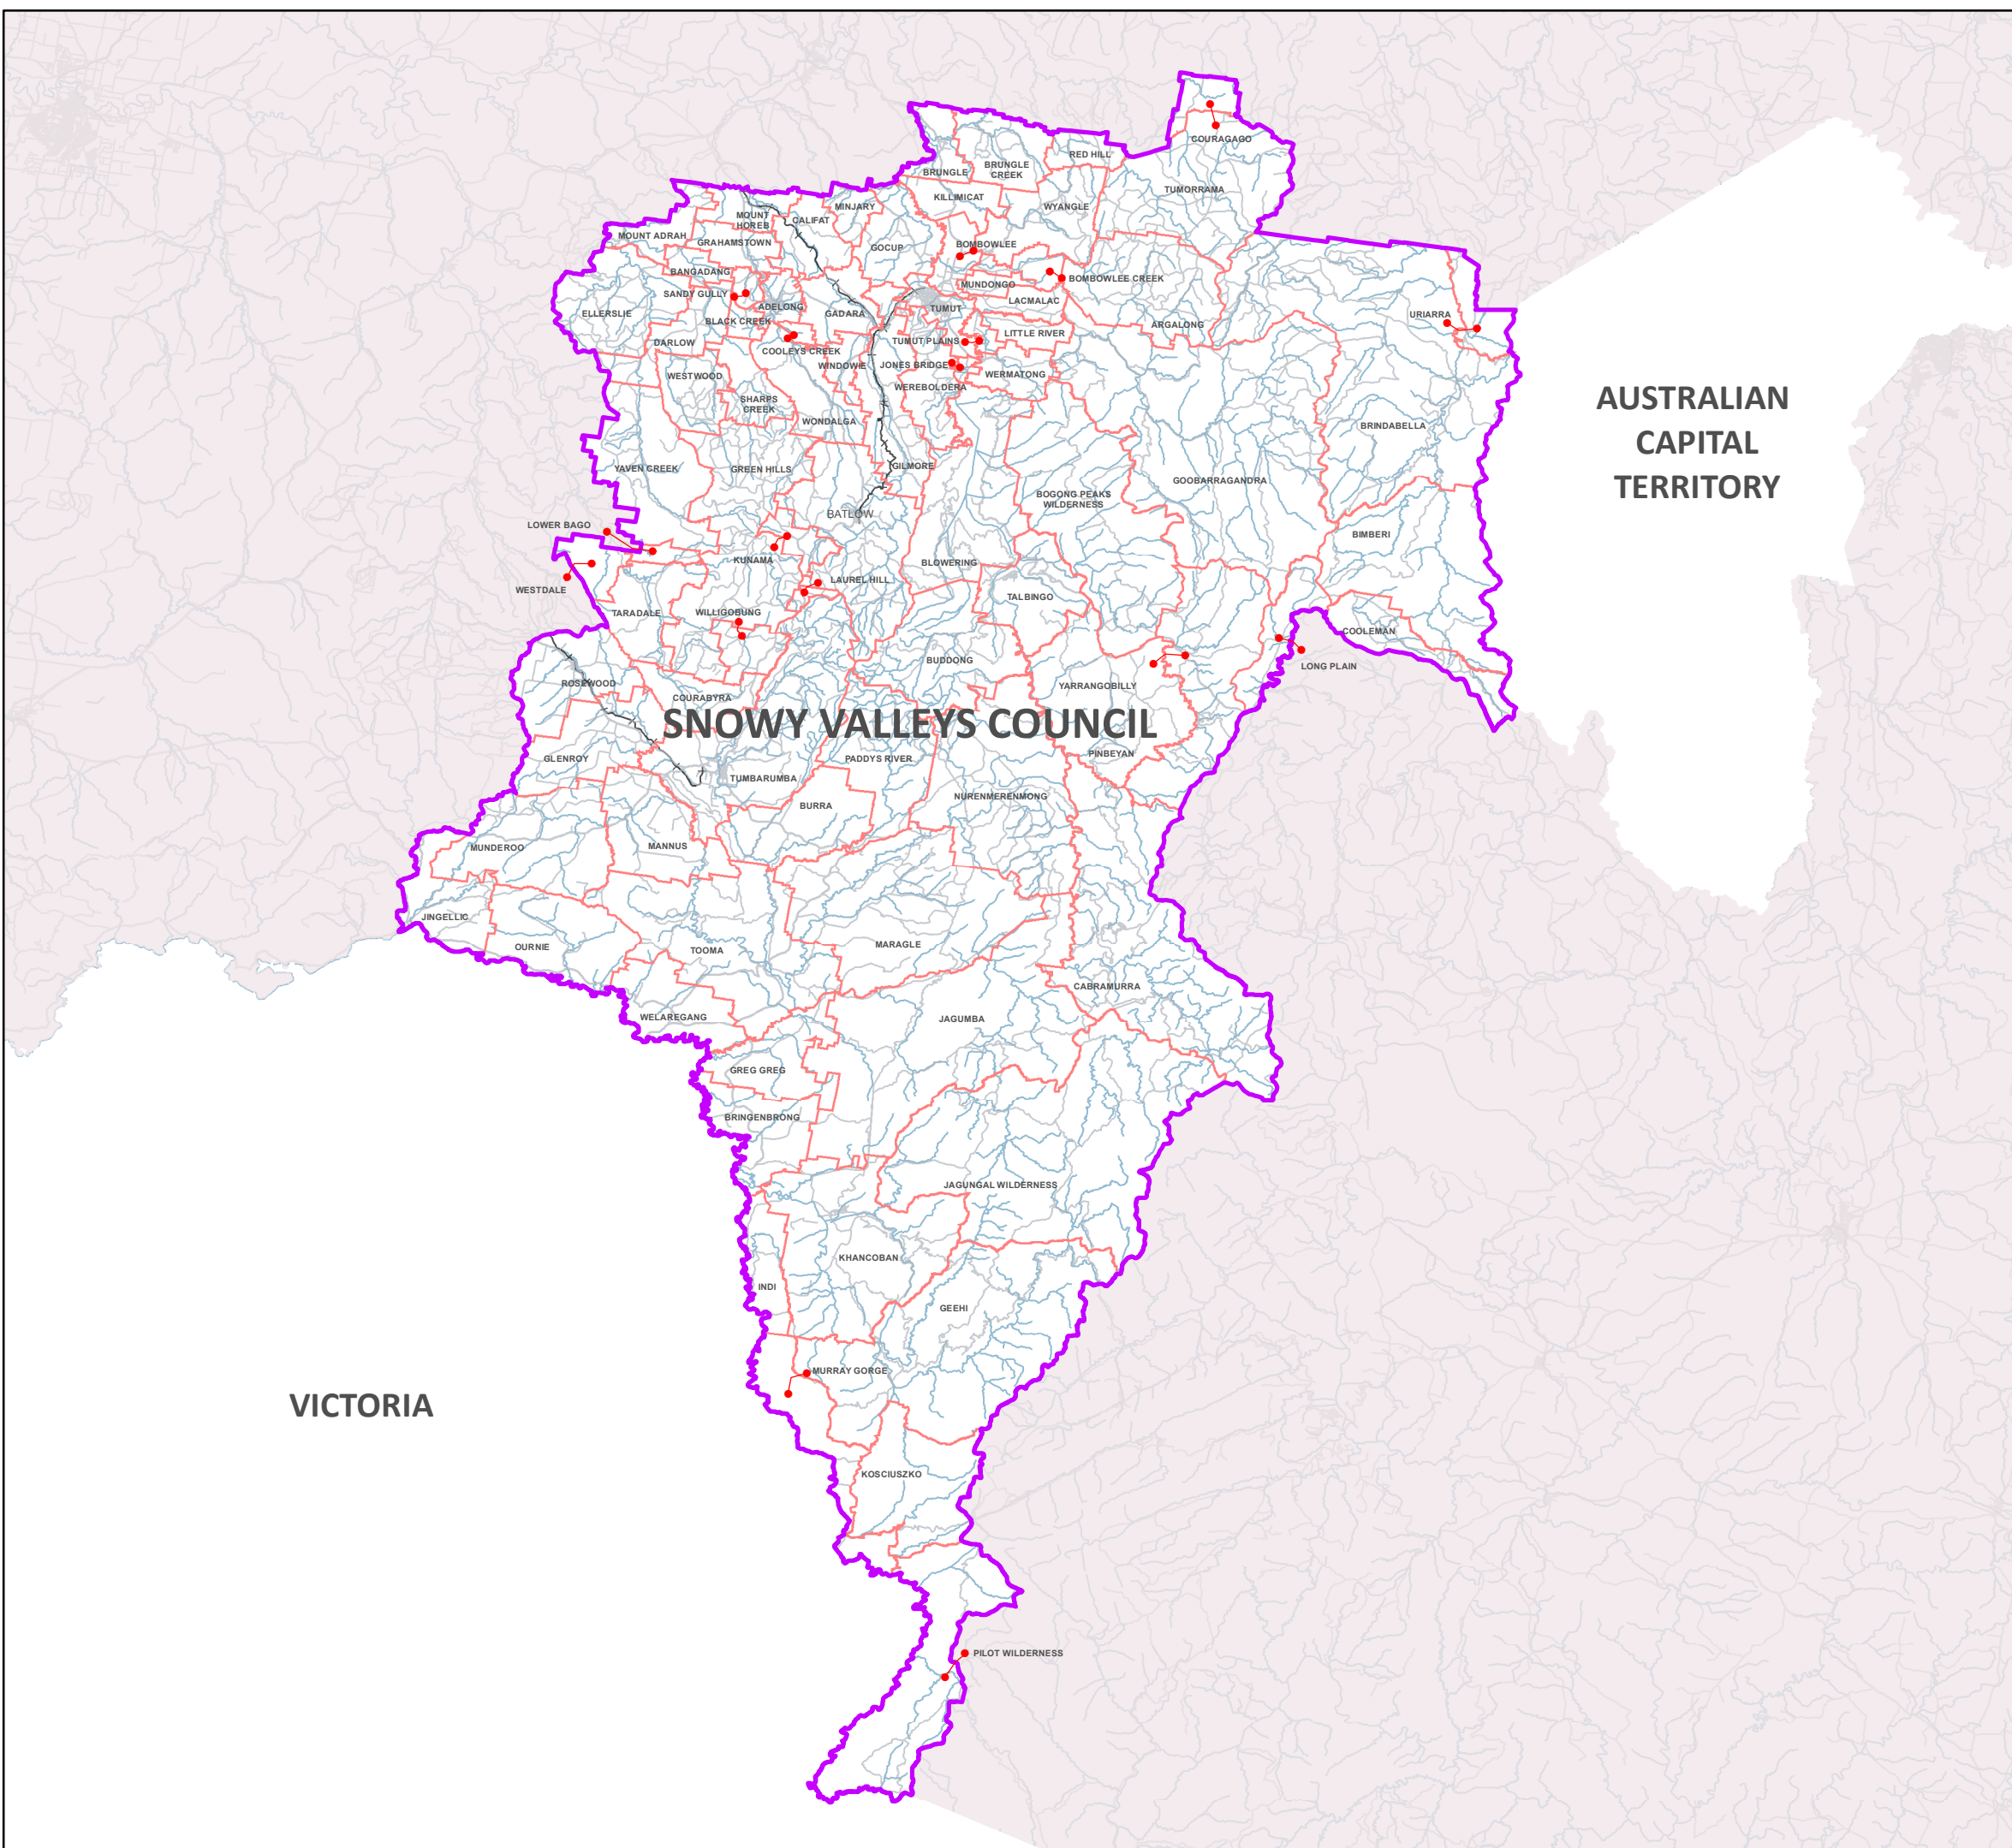 COURAGAGO
RED HILL
BRUNGLE
CREEK
BRUNGLE
TUMORRAMA
KILLIMICAT
WYANGLE
MINJARY
MOUNT
HOREB
CALIFAT
MOUNT ADRAH
GRAHAMSTOWN
GOCUP
BOMBOWLEE
BANGADANG
BOMBOWLEE CREEK
MUNDONGO
SANDY GULLY
LACMALAC
ADELONG
TUMUT
ELLERSLIE
GADARA
URIARRA
BLACK CREEK
ARGALONG
LITTLE RIVER
DARLOW
TUMUT PLAINS
COOLEYS CREEK
WINDOWIE
JONES BRIDGE
WESTWOOD
WERMATONG
WEREBOLDERA
AUSTRALIAN
CAPITAL
TERRITORY
SHARPS
CREEK
WONDALGA
BRINDABELLA
GILMORE
YAVEN CREEK
GREEN HILLS
GOOBARRAGANDRA
BOGONG PEAKS
WILDERNESS
BATLOW
LOWER BAGO
BIMBERI
KUNAMA
BLOWERING
LAUREL HILL
WESTDALE
TALBINGO
TARADALE
WILLIGOBUNG
COOLEMAN
BUDDONG
LONG PLAIN
ROSEWOOD
YARRANGOBILLY
COURABYRA
SNOWY VALLEYS COUNCIL
PINBEYAN
GLENROY
PADDYS RIVER
TUMBARUMBA
NURENMERENMONG
BURRA
MUNDEROO
MANNUS
JINGELLIC
OURNIE
TOOMA
MARAGLE
CABRAMURRA
WELAREGANG
JAGUMBA
GREG GREG
BRINGENBRONG
JAGUNGAL WILDERNESS
KHANCOBAN
INDI
GEEHI
MURRAY GORGE
VICTORIA
KOSCIUSZKO
PILOT WILDERNESS